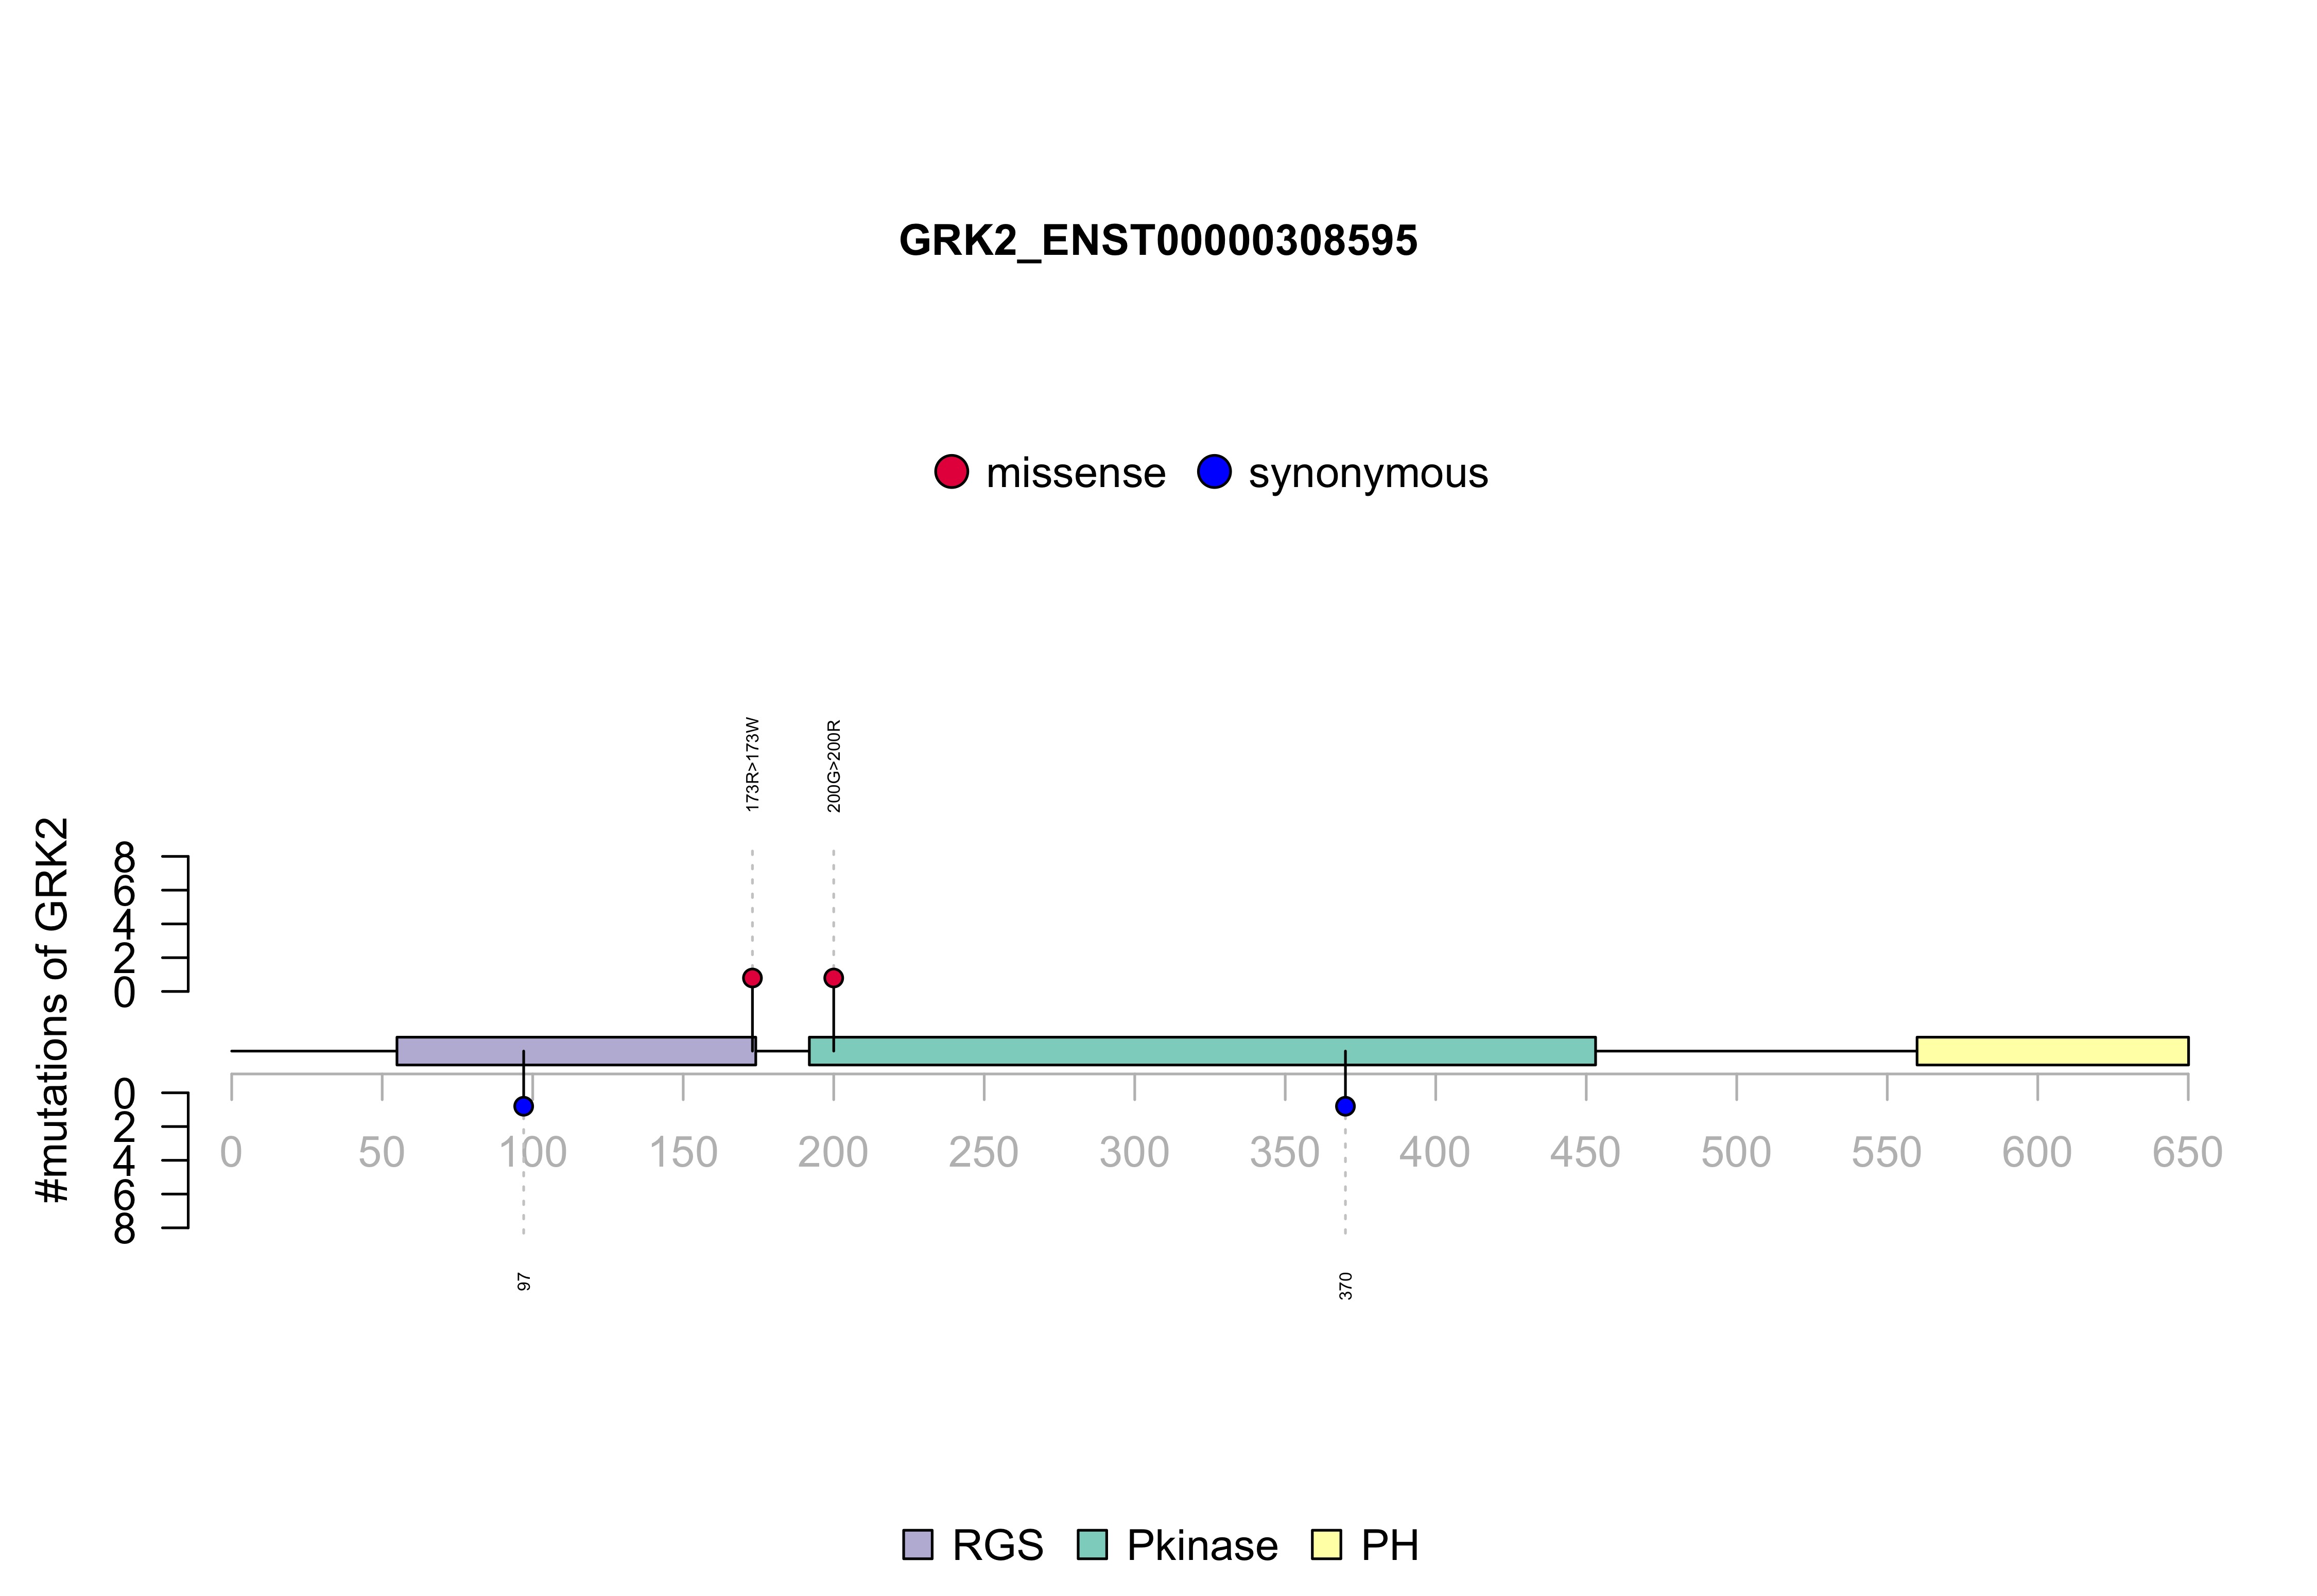 GRK2_ENST00000308595
missense synonymous
173R>173W
200G>200R
#mutations of GRK2
8
6
4
2
0
0
2
4
6
8
0 50 100 150 200 250 300 350 400 450 500 550 600 650
97
370
RGS Pkinase PH